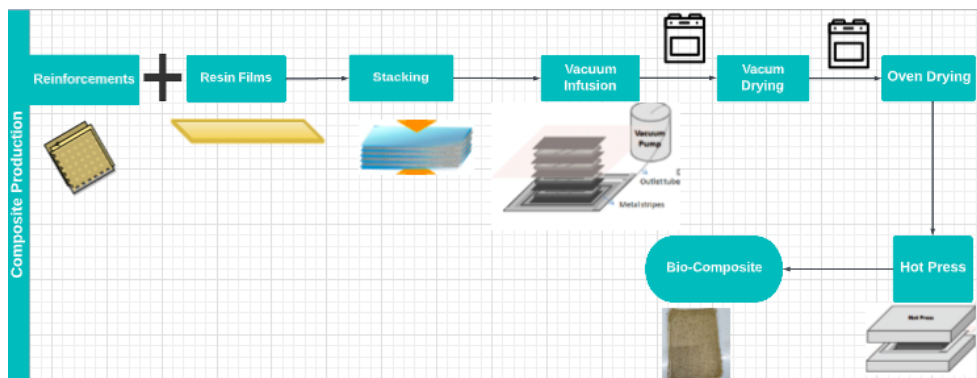 Composite Production
Reinforcements
Resin Films
Stacking
Vacuum
Infusion
Vacum
Drying
Oven Drying
Vacuum
Pump
Outlet tube
Metal stripes
Bio-Composite
Hot Press
Hot Press